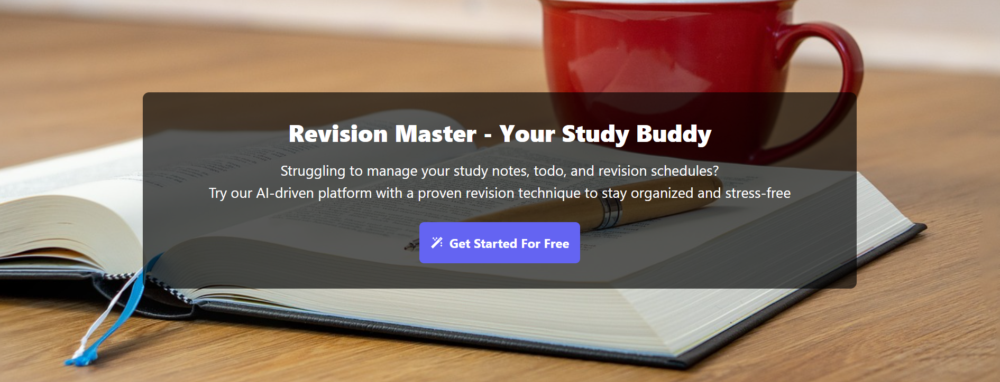 Revision Master - Your Study Buddy
Struggling to manage your study notes, todo, and revision schedules?
Try our AI-driven platform with a proven revision technique to stay organized and stress-free
Get Started For Free